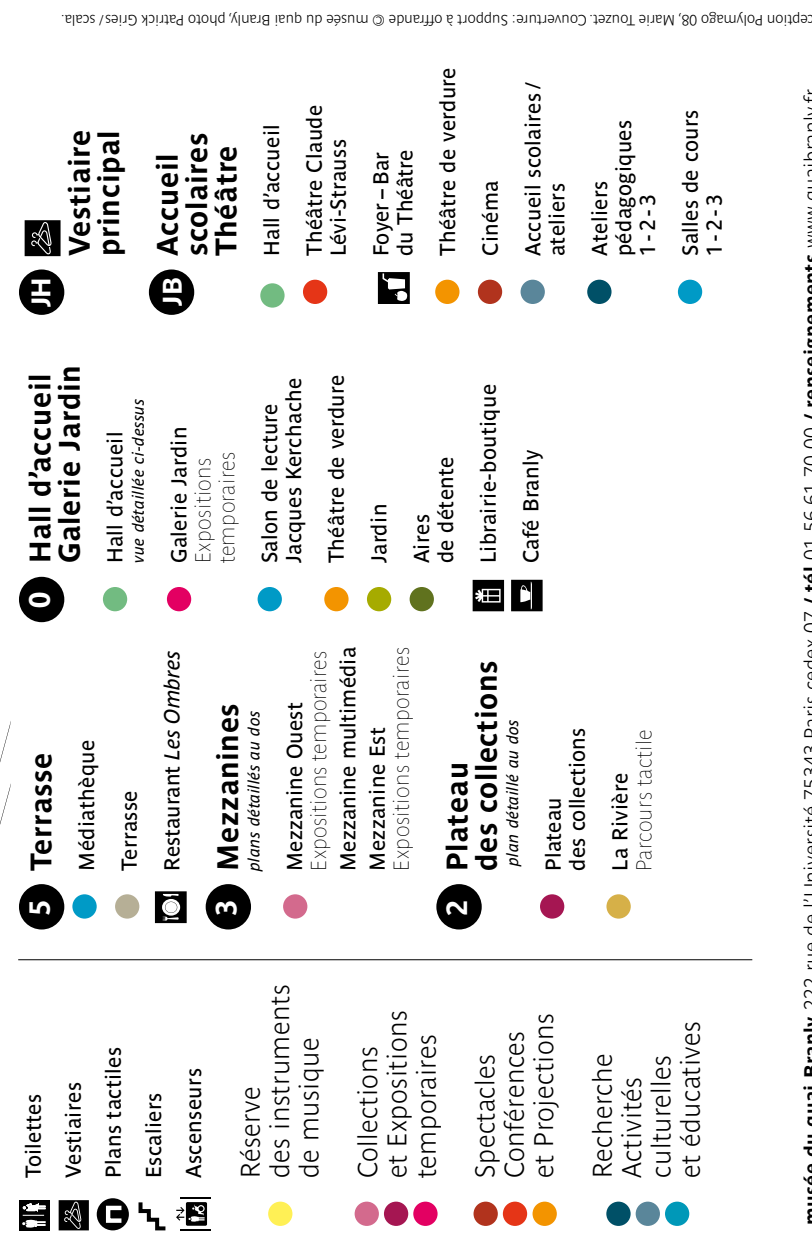 Toilettes
Vestiaires
Plans tactiles
Escaliers
Ascenseurs
Réserve
des instruments
de musique
Collections
et Expositions
temporaires
Spectacles
Conférences
et Projections
Recherche
Activités
culturelles
et éducatives
5 Terrasse
Médiathèque
Terrasse
Restaurant Les Ombres
3 Mezzanines
plans détaillés au dos
Mezzanine Ouest
Expositions temporaires
Mezzanine multimédia
Mezzanine Est
Expositions temporaires
2 Plateau
des collections
plan détaillé au dos
Plateau
des collections
La Rivière
Parcours tactile
0 Hall d'accueil
Galerie Jardin
Hall d'accueil
vue détaillée ci-dessus
Galerie Jardin
Expositions
temporaires
Salon de lecture
Jacques Kerchache
Théâtre de verdure
Jardin
Aires
de détente
Librairie-boutique
Café Branly
JH Vestiaire
principal
JB Accueil
scolaires
Théâtre
Hall d'accueil
Théâtre Claude
Lévi-Strauss
Foyer – Bar
du Théâtre
Théâtre de verdure
Cinéma
Accueil scolaires /
ateliers
Ateliers
pédagogiques
1 - 2 - 3
Salles de cours
1 - 2 - 3
musée du quai Branly 222 rue de l'Université 75343 Paris cedex 07 / tél 01 56 61 70 00 / renseignements www.quaibranly.fr
ception Polymago 08, Marie Touzet. Couverture: Support à offrande © musée du quai Branly, photo Patrick Gries / scala.